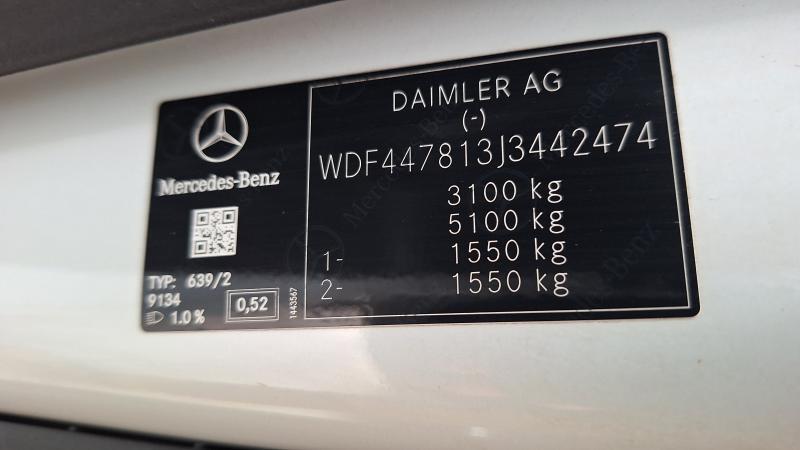 Mercedes-Benz
TYP: 639/2
9134
1.0 %
0,52
1443567
DAIMLER AG
(-)
WDF447813J3442474
3100 kg
5100 kg
1- 1550 kg
2- 1550 kg